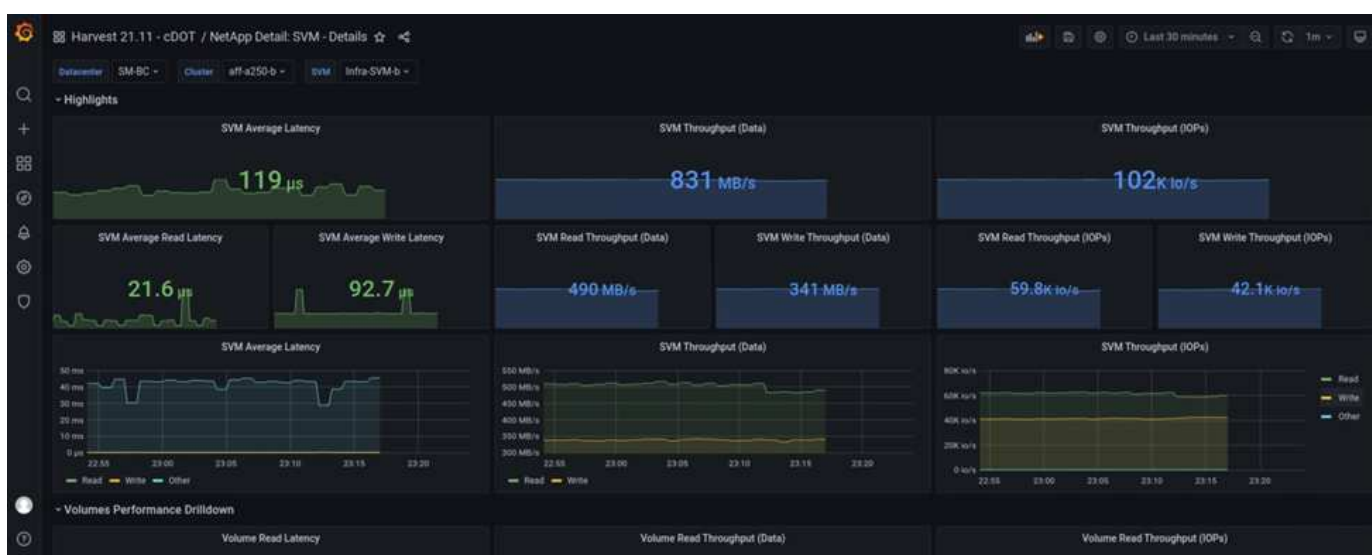 Harvest 21.11 - cDOT / NetApp Detail: SVM - Details
Last 30 minutes
1m
Datacenter SM-BC Cluster aff-a250-b SVM Infra-SVM-b
Highlights
SVM Average Latency
119 µs
SVM Throughput (Data)
831 MB/s
SVM Throughput (IOPs)
102K io/s
SVM Average Read Latency
21.6 µs
SVM Average Write Latency
92.7 µs
SVM Read Throughput (Data)
490 MB/s
SVM Write Throughput (Data)
341 MB/s
SVM Read Throughput (IOPs)
59.8K io/s
SVM Write Throughput (IOPs)
42.1K io/s
SVM Average Latency
50 ms
40 ms
30 ms
20 ms
10 ms
0 µs
22:55 23:00 23:05 23:10 23:15 23:20
Read Write Other
SVM Throughput (Data)
550 MB/s
500 MB/s
450 MB/s
400 MB/s
350 MB/s
300 MB/s
22:55 23:00 23:05 23:10 23:15 23:20
Read Write
SVM Throughput (IOPs)
80K io/s
60K io/s
40K io/s
20K io/s
0 io/s
22:55 23:00 23:05 23:10 23:15 23:20
Read
Write
Other
Volumes Performance Drilldown
Volume Read Latency
Volume Read Throughput (Data)
Volume Read Throughput (IOPs)